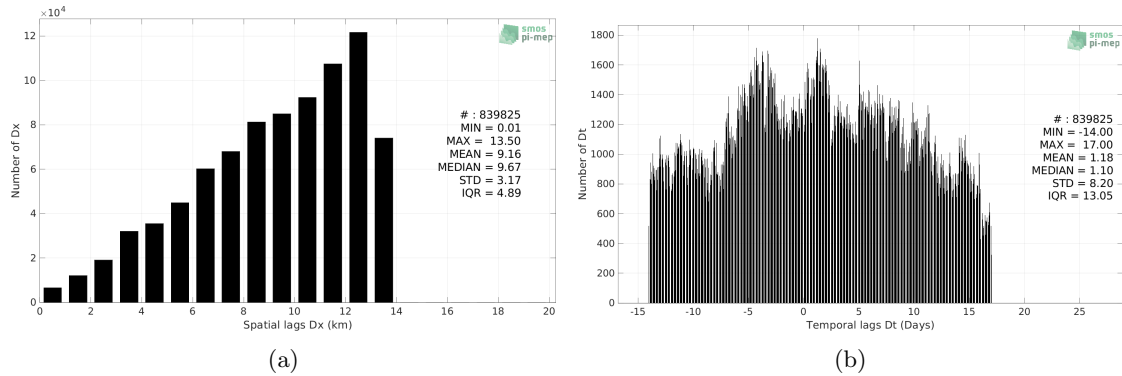 ×10⁴
12
10
8
6
4
2
0
Number of Dx
0 2 4 6 8 10 12 14 16 18 20
Spatial lags Dx (km)
smos
pi-mep
# : 839825
MIN = 0.01
MAX = 13.50
MEAN = 9.16
MEDIAN = 9.67
STD = 3.17
IQR = 4.89
(a)
1800
1600
1400
1200
1000
800
600
400
200
0
Number of Dt
-15 -10 -5 0 5 10 15 20 25
Temporal lags Dt (Days)
smos
pi-mep
# : 839825
MIN = -14.00
MAX = 17.00
MEAN = 1.18
MEDIAN = 1.10
STD = 8.20
IQR = 13.05
(b)